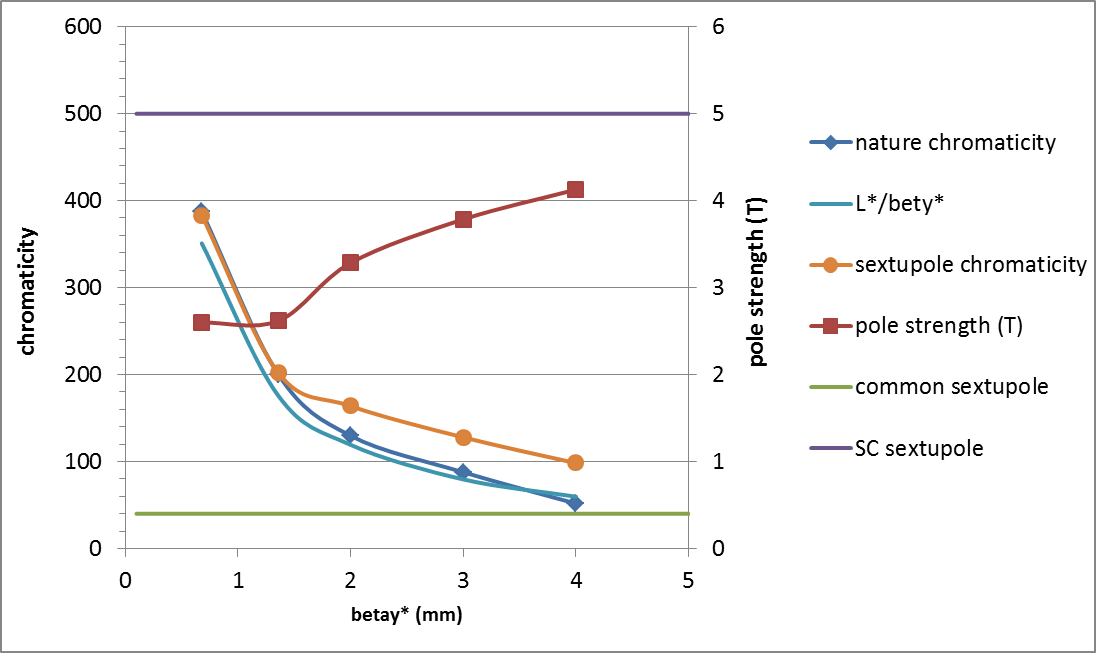 600
500
400
300
200
100
0
chromaticity
0
1
2
3
4
5
betay* (mm)
6
5
4
3
2
1
0
pole strength (T)
nature chromaticity
L*/bety*
sextupole chromaticity
pole strength (T)
common sextupole
SC sextupole